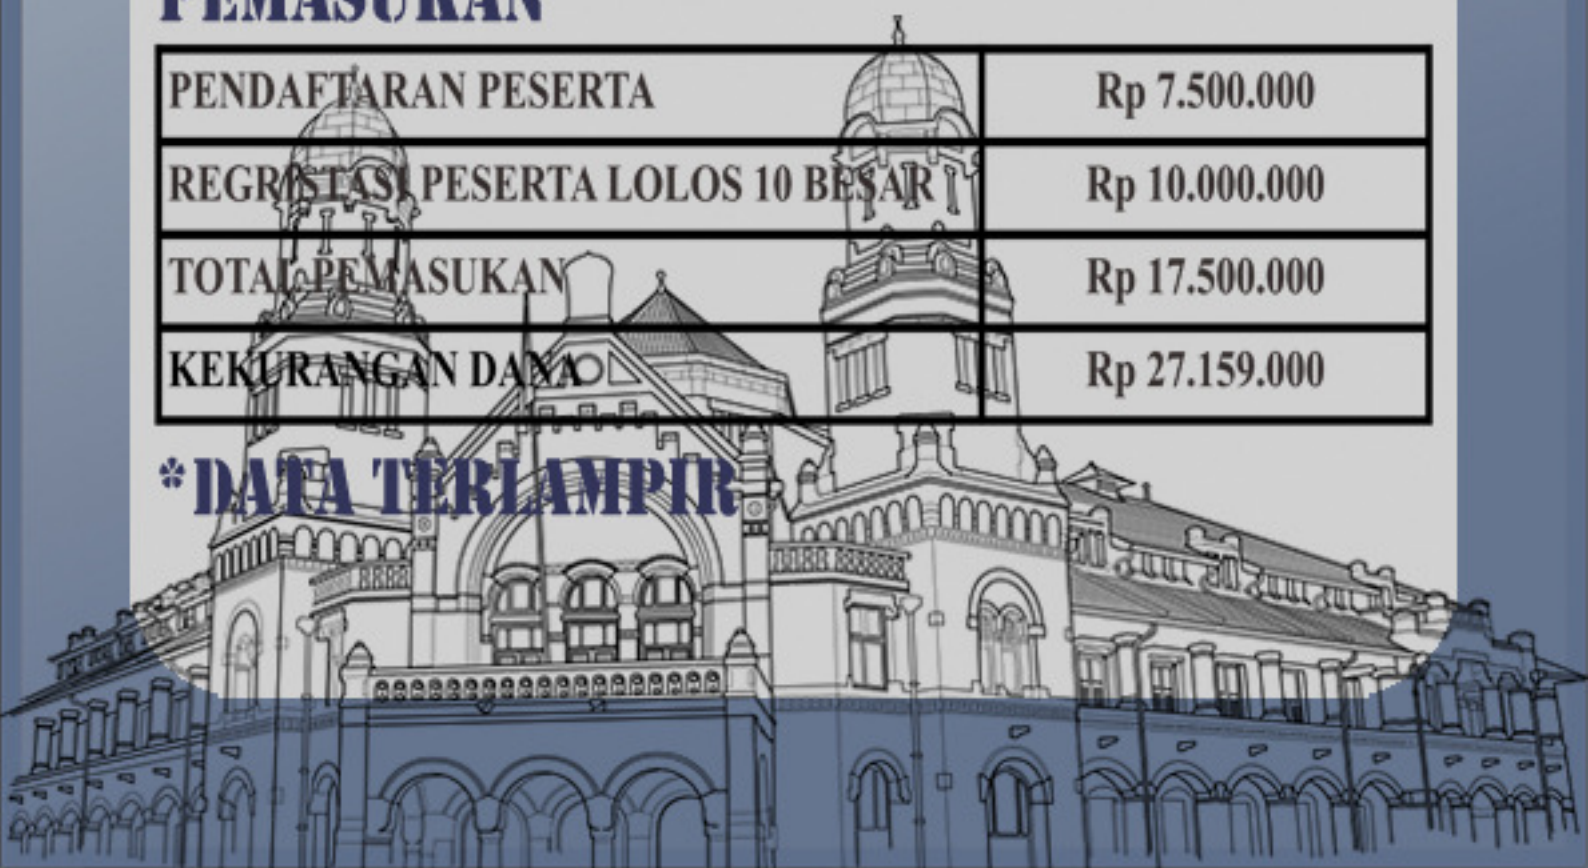 PEMASUKAN
PENDAFTARAN PESERTA Rp 7.500.000
REGRISTASI PESERTA LOLOS 10 BESAR Rp 10.000.000
TOTAL PEMASUKAN Rp 17.500.000
KEKURANGAN DANA Rp 27.159.000
*DATA TERLAMPIR